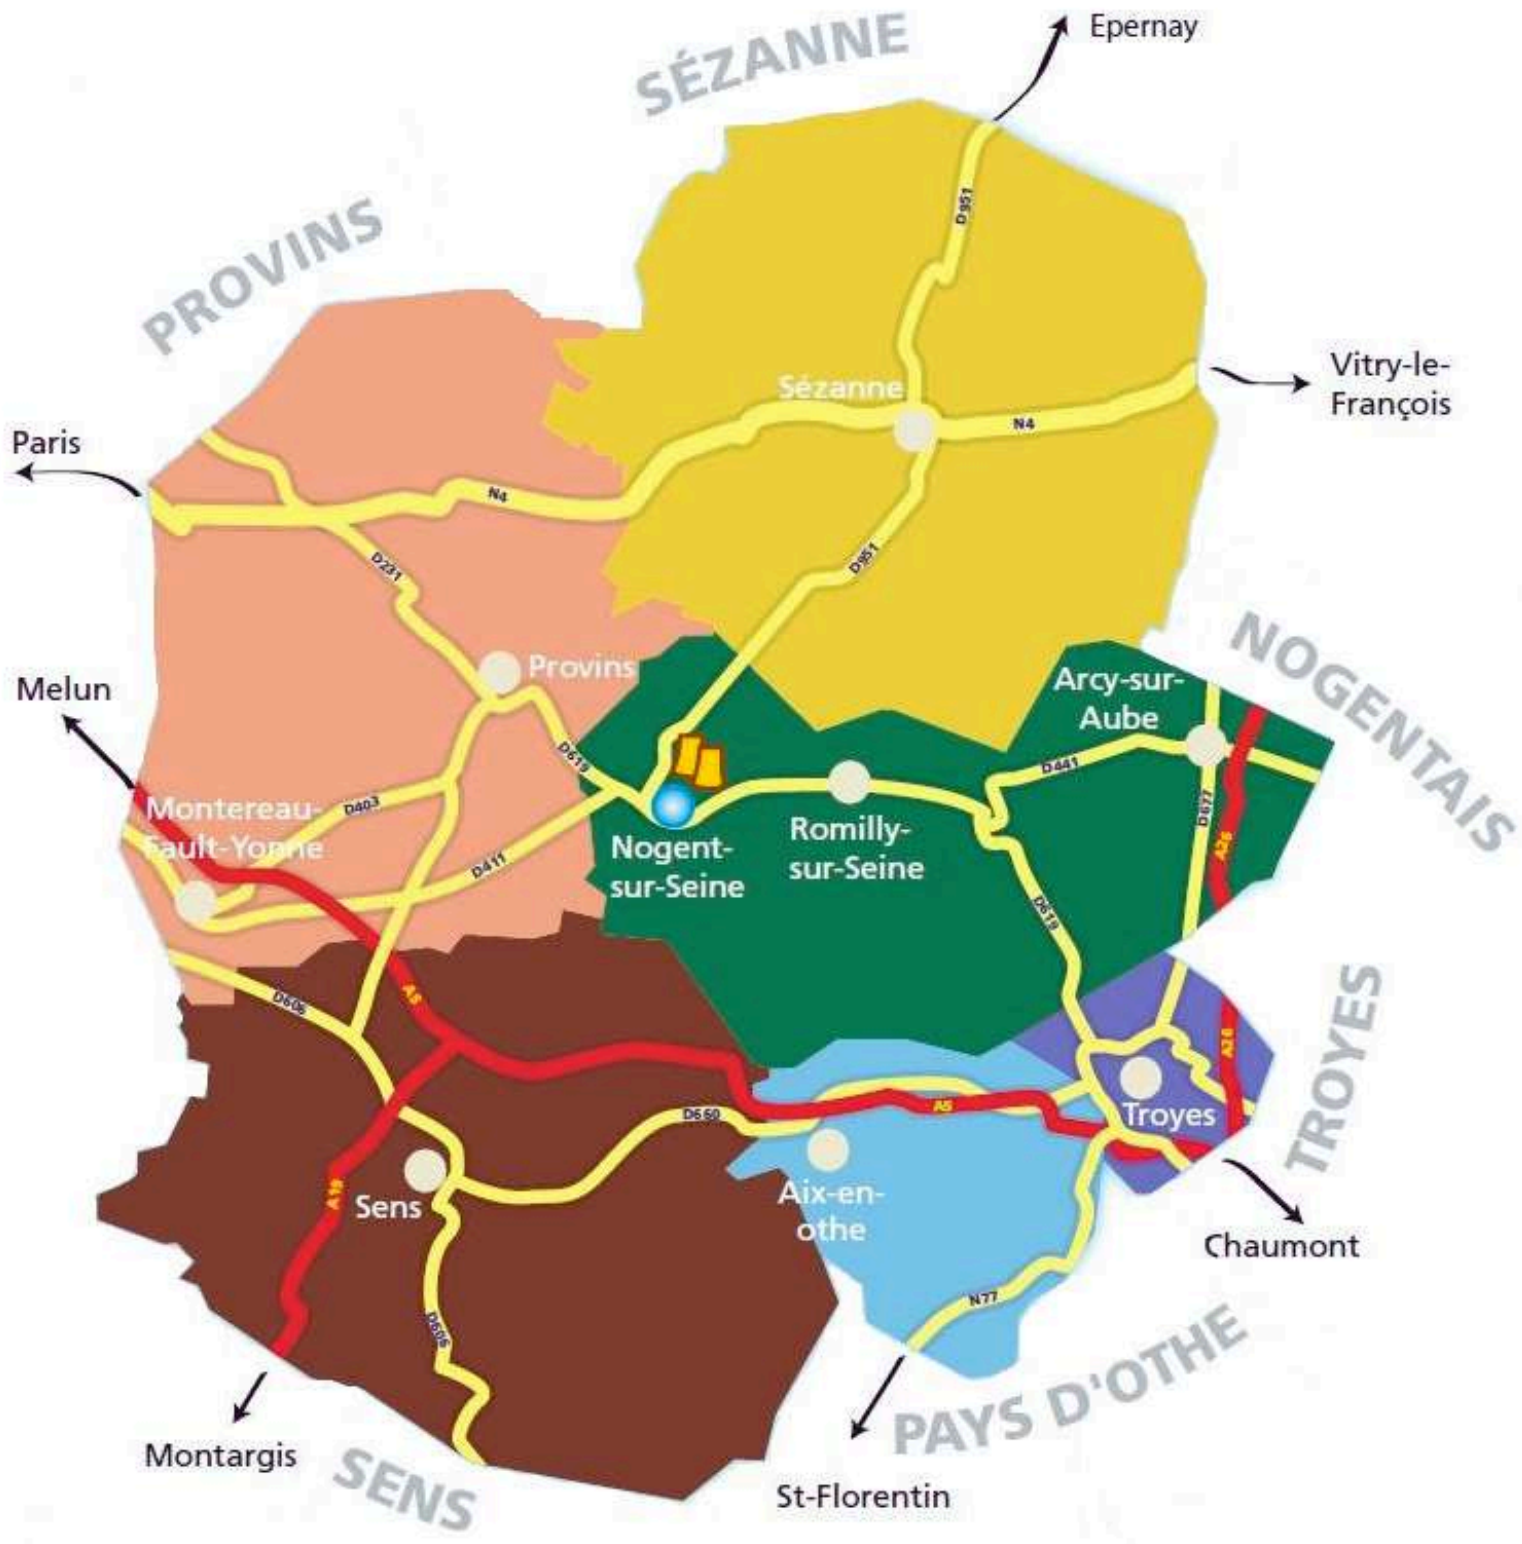 Epernay
SÉZANNE
D951
PROVINS
Vitry-le-
François
Sézanne
N4
Paris
N4
D231
D951
NOGENTAIS
Provins
Arcy-sur-
Aube
Melun
D619
D441
Montereau-
Fault-Yonne
D403
D677
A26
Nogent-
sur-Seine
Romilly-
sur-Seine
D411
D619
A5
D606
TROYES
A26
Troyes
A5
D660
Sens
A19
Aix-en-
othe
Chaumont
N77
D606
PAYS D'OTHE
Montargis
SENS
St-Florentin